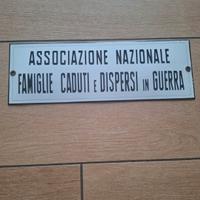 ASSOCIAZIONE NAZIONALE
FAMIGLIE CADUTI E DISPERSI IN GUERRA